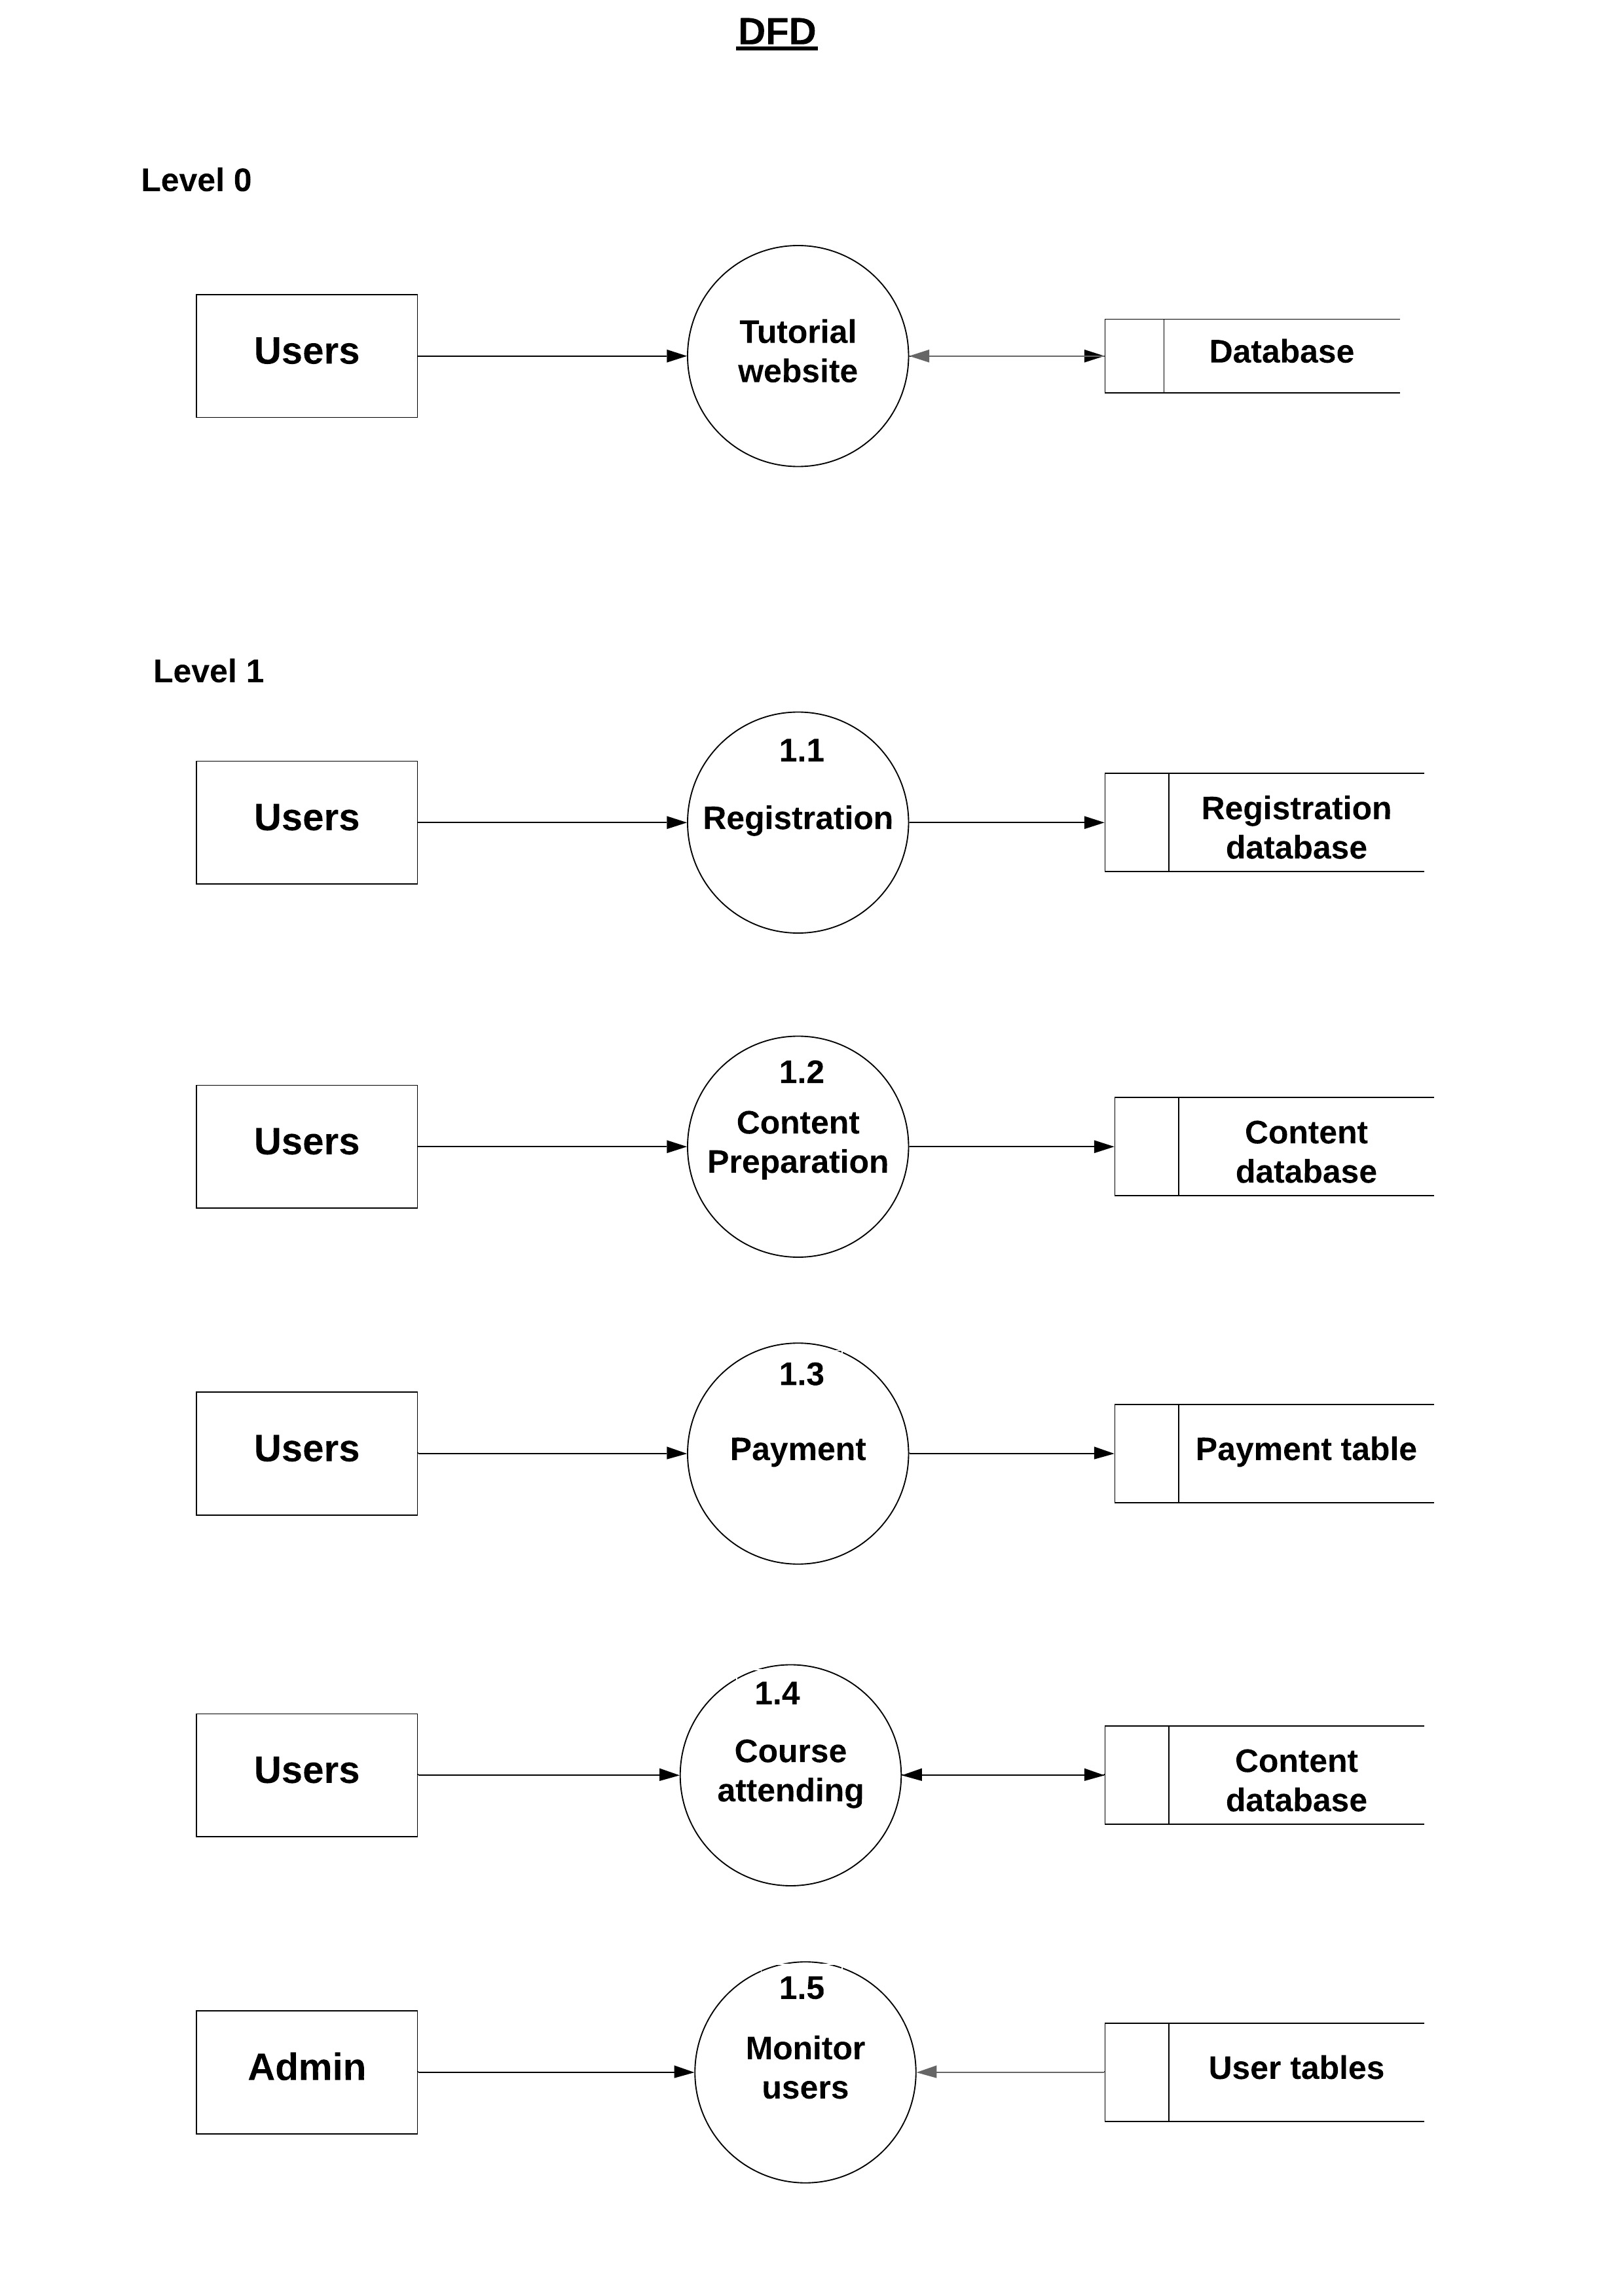 DFD
Level 0
Users
Tutorial
website
Database
Level 1
Users
1.1
Registration
Registration
database
Users
1.2
Content
Preparation
Content
database
Users
1.3
Payment
Payment table
Users
1.4
Course
attending
Content
database
Admin
1.5
Monitor
users
User tables